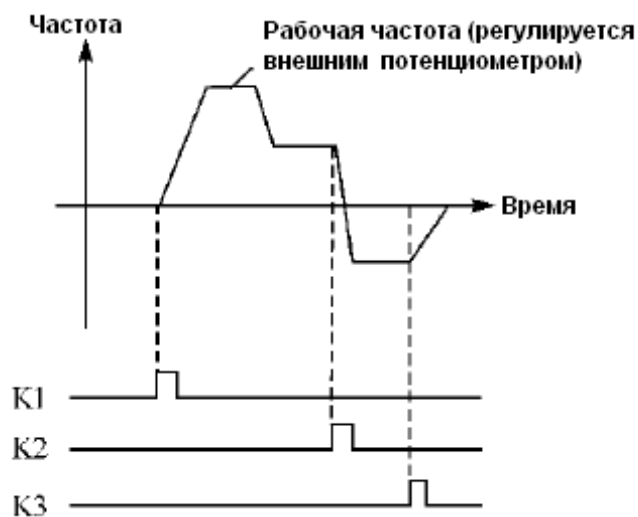 Частота
Рабочая частота (регулируется
внешним потенциометром)
Время
K1
K2
K3